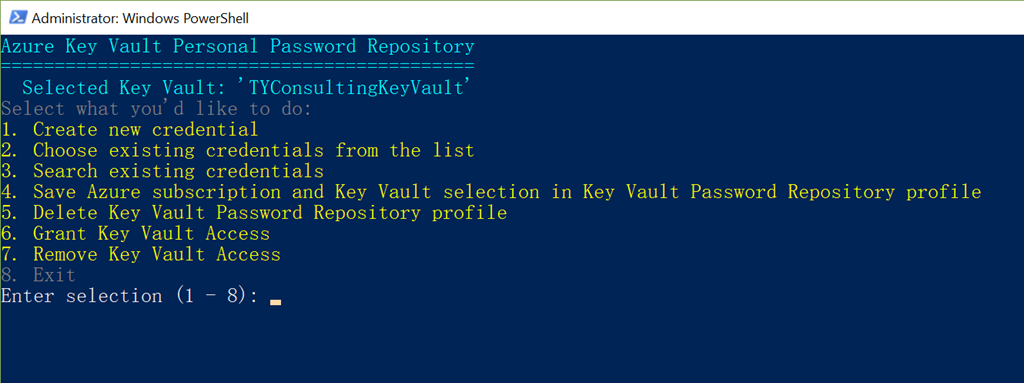 Administrator: Windows PowerShell
Azure Key Vault Personal Password Repository
============================================
Selected Key Vault: 'TYConsultingKeyVault'
Select what you'd like to do:
1. Create new credential
2. Choose existing credentials from the list
3. Search existing credentials
4. Save Azure subscription and Key Vault selection in Key Vault Password Repository profile
5. Delete Key Vault Password Repository profile
6. Grant Key Vault Access
7. Remove Key Vault Access
8. Exit
Enter selection (1 - 8):